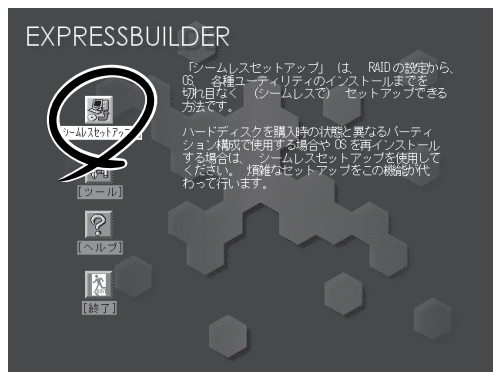 EXPRESSBUILDER
「シームレスセットアップ」 は、 RAIDの設定から、
OS 各種ユーティリティのインストールまでを
切れ目なく （シームレスで） セットアップできる
方法です。
ハードディスクを購入時の状態と異なるパーティ
ション構成で使用する場合や OSを再インストール
する場合は、 シームレスセットアップを使用して
ください。 煩雑なセットアップをこの機能が代
わって行います。
シームレスセットアップ
[ツール]
[ヘルプ]
[終了]